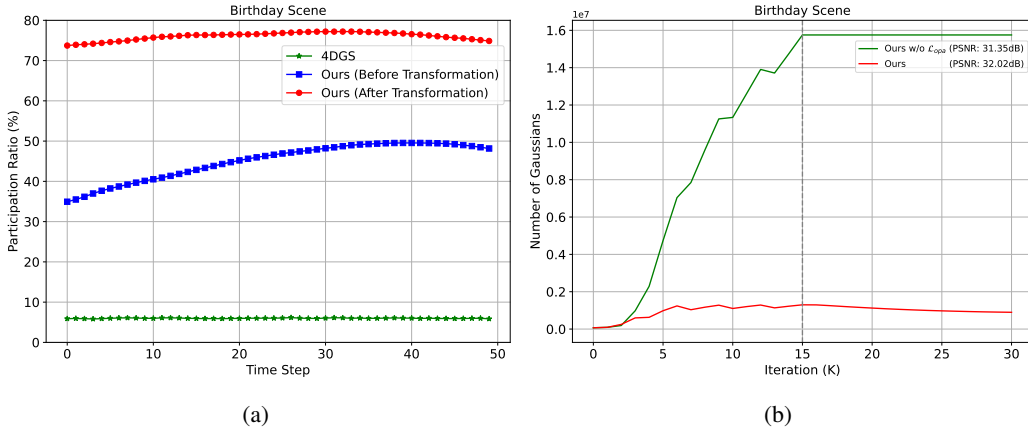 Birthday Scene
80
70
60
50
40
30
20
10
0
Participation Ratio (%)
4DGS
Ours (Before Transformation)
Ours (After Transformation)
0 10 20 30 40 50
Time Step
(a)
Birthday Scene
1e7
1.6
1.4
1.2
1.0
0.8
0.6
0.4
0.2
0.0
Number of Gaussians
Ours w/o ℒopa (PSNR: 31.35dB)
Ours (PSNR: 32.02dB)
0 5 10 15 20 25 30
Iteration (K)
(b)